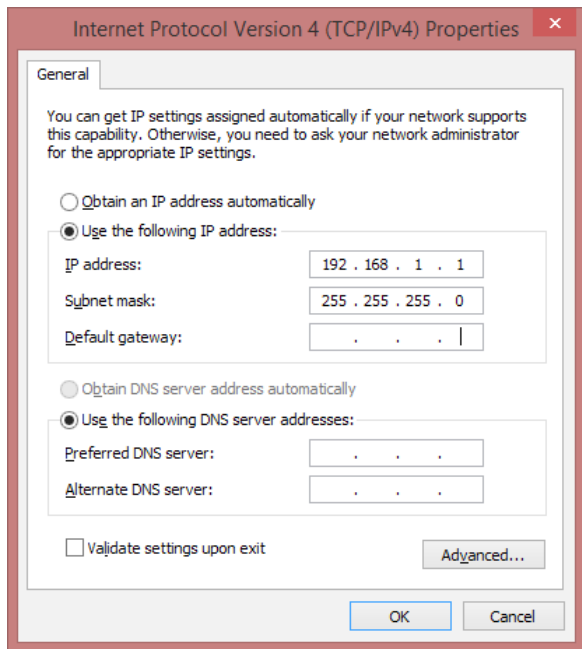 Internet Protocol Version 4 (TCP/IPv4) Properties
General
You can get IP settings assigned automatically if your network supports
this capability. Otherwise, you need to ask your network administrator
for the appropriate IP settings.
Obtain an IP address automatically
Use the following IP address:
IP address: 192 . 168 . 1 . 1
Subnet mask: 255 . 255 . 255 . 0
Default gateway: . . .
Obtain DNS server address automatically
Use the following DNS server addresses:
Preferred DNS server: . . .
Alternate DNS server: . . .
Validate settings upon exit
Advanced...
OK Cancel